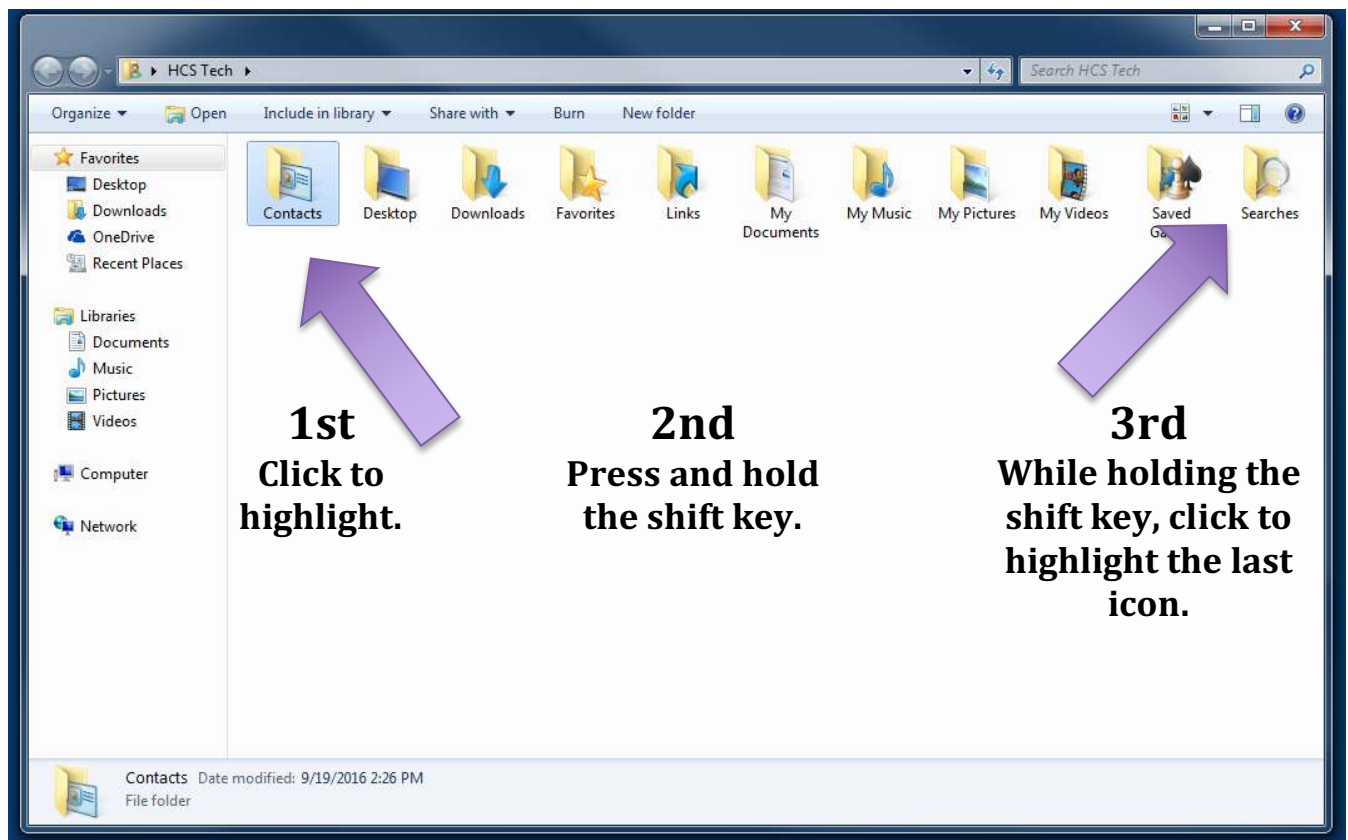 HCS Tech
Search HCS Tech
Organize Open Include in library Share with Burn New folder
Favorites
Desktop
Downloads
OneDrive
Recent Places
Libraries
Documents
Music
Pictures
Videos
Computer
Network
Contacts Desktop Downloads Favorites Links My My Music My Pictures My Videos Saved Searches
Documents
1st
Click to
highlight.
2nd
Press and hold
the shift key.
3rd
While holding the
shift key, click to
highlight the last
icon.
Contacts Date modified: 9/19/2016 2:26 PM
File folder